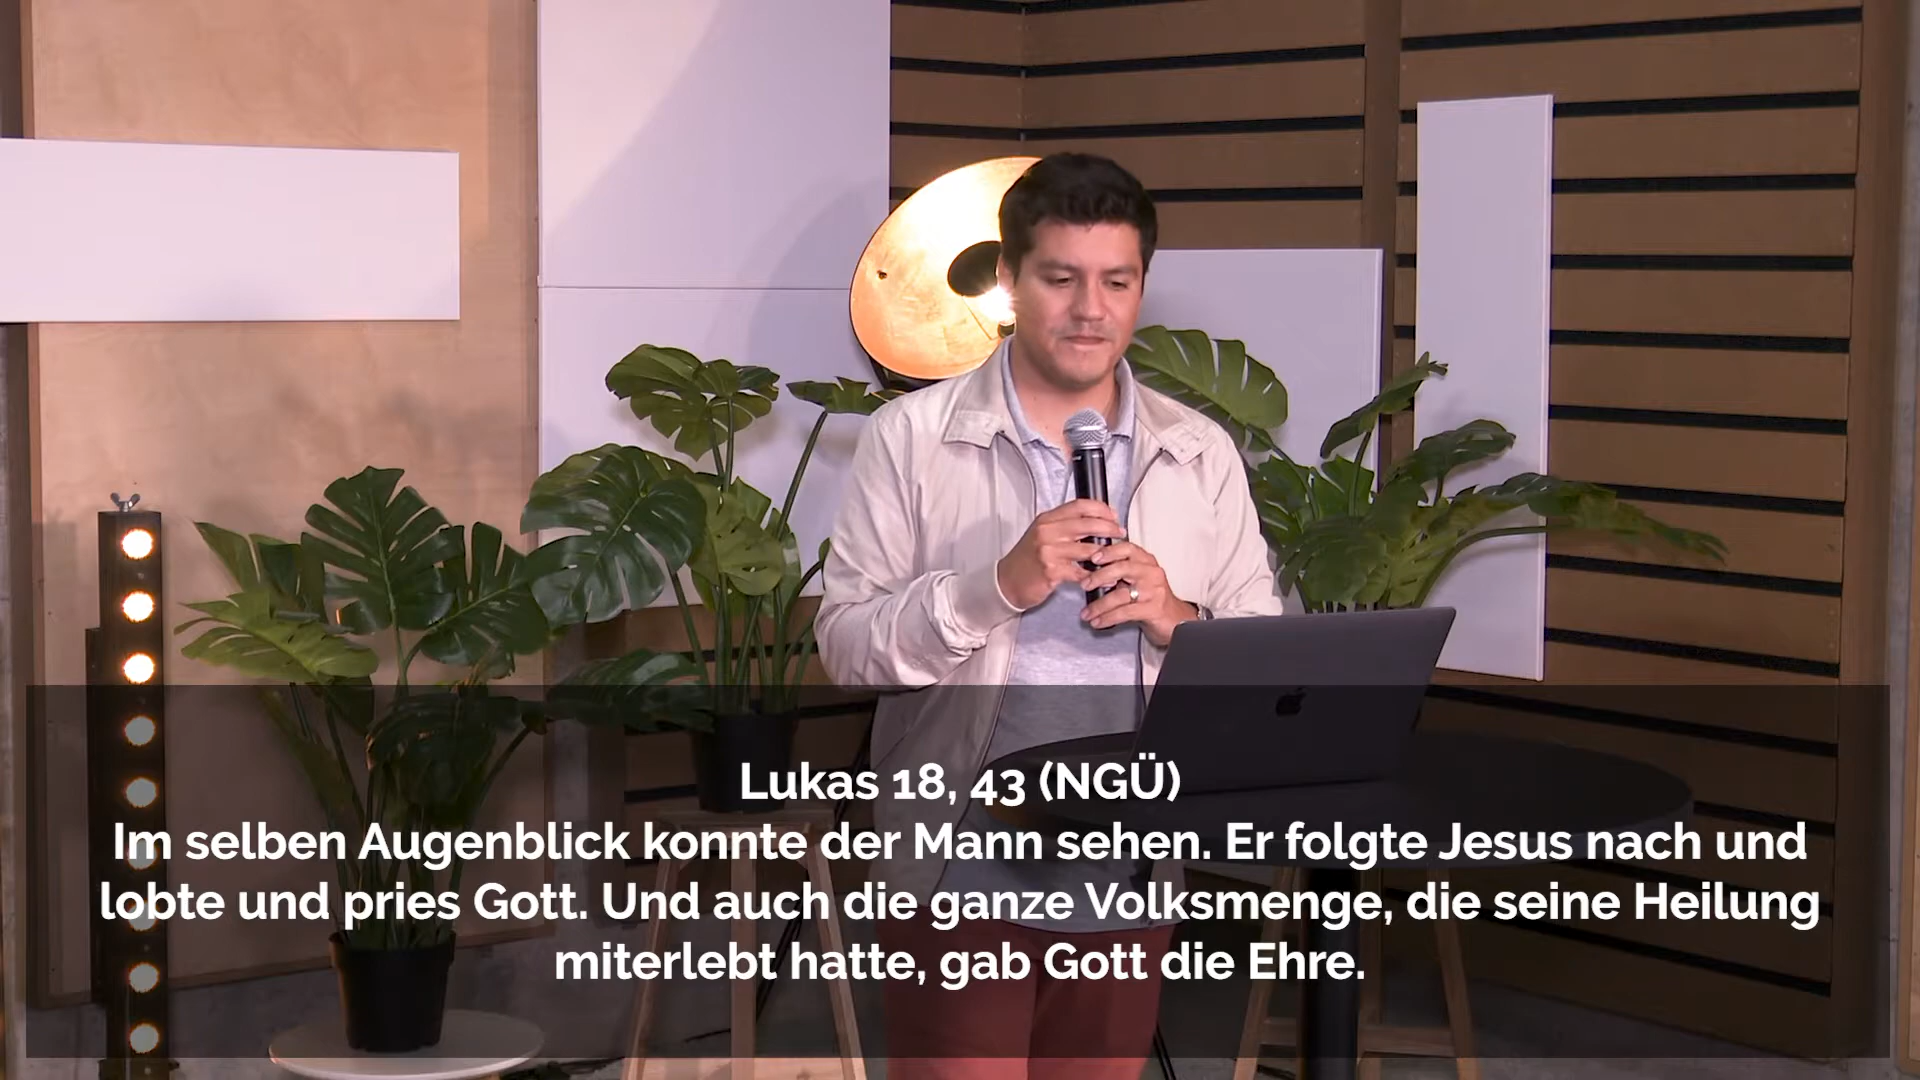 Lukas 18, 43 (NGÜ)
Im selben Augenblick konnte der Mann sehen. Er folgte Jesus nach und
lobte und pries Gott. Und auch die ganze Volksmenge, die seine Heilung
miterlebt hatte, gab Gott die Ehre.